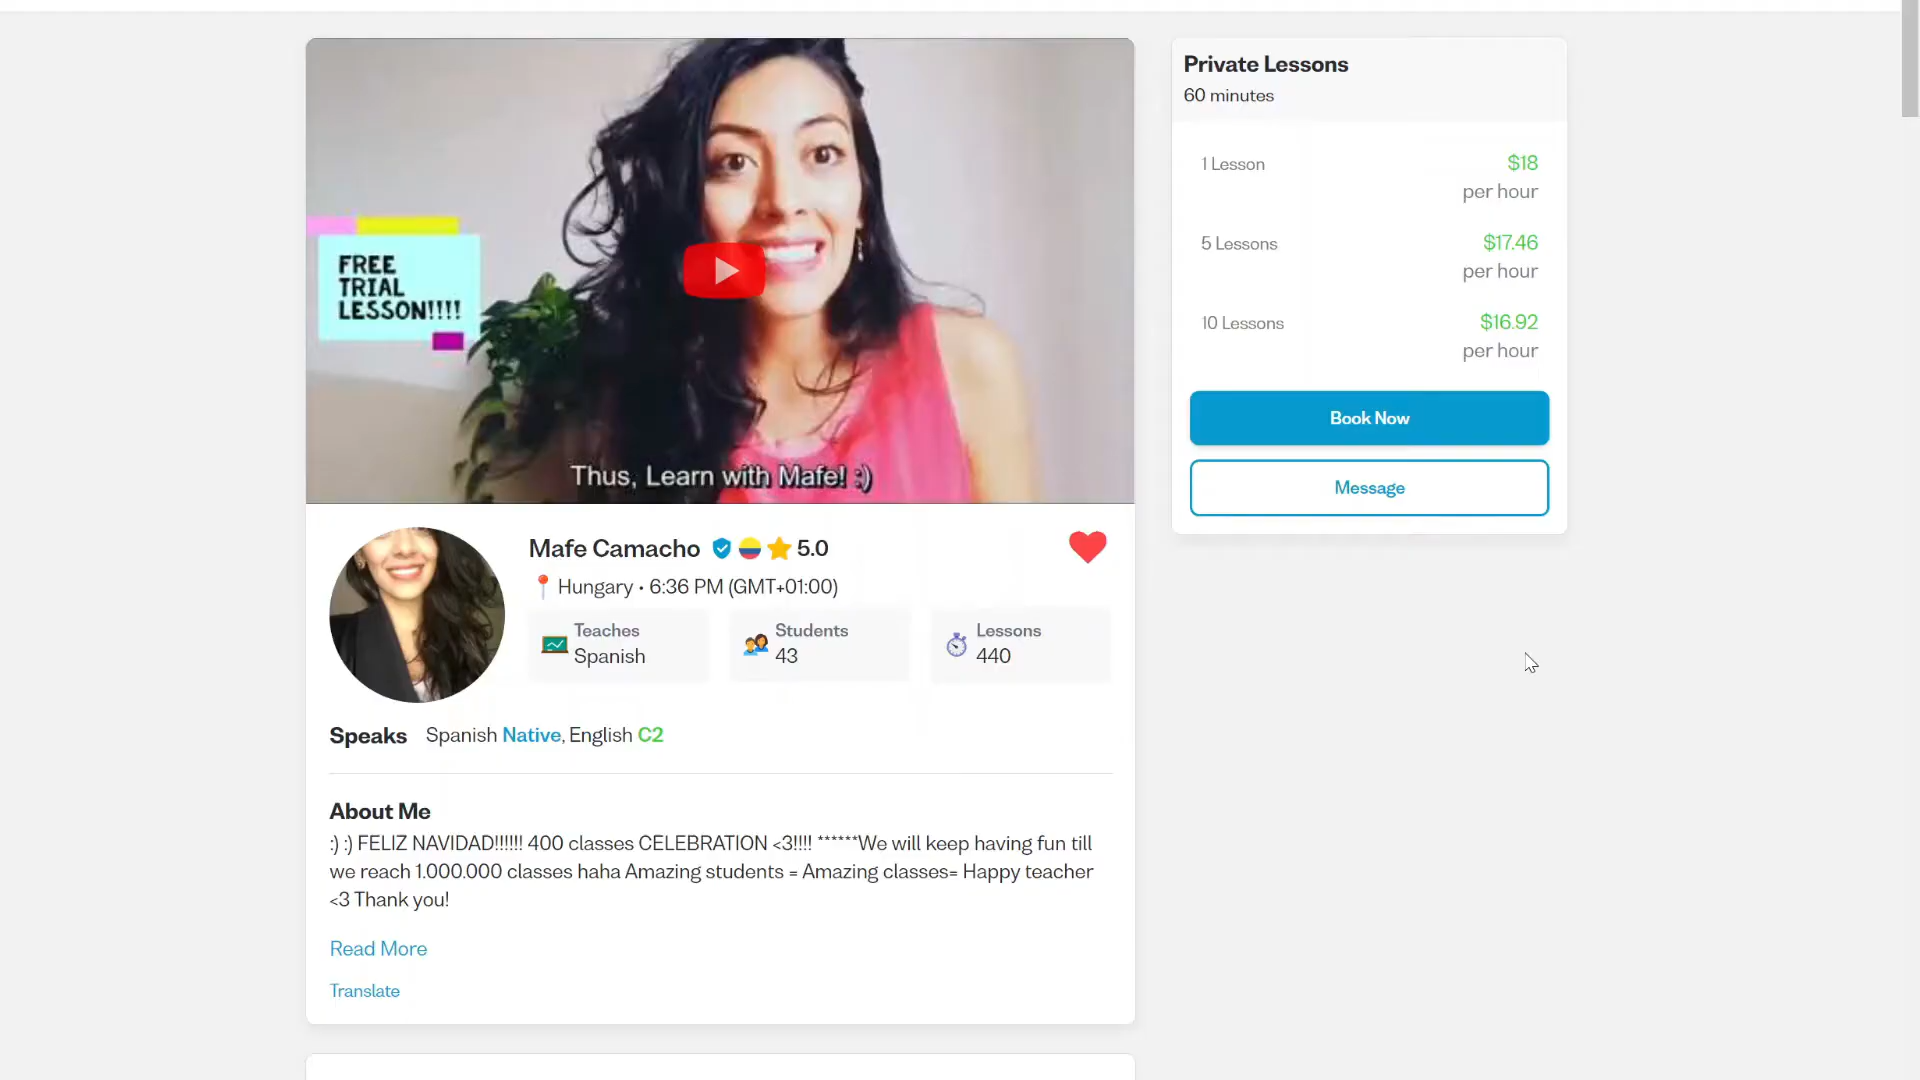 FREE
TRIAL
LESSON!!!!
Thus, Learn with Mafe! :)
Mafe Camacho 5.0
Hungary • 6:36 PM (GMT+01:00)
Teaches
Spanish
Students
43
Lessons
440
Speaks Spanish Native, English C2
About Me
:) :) FELIZ NAVIDAD!!!!!! 400 classes CELEBRATION <3!!!! ******We will keep having fun till
we reach 1.000.000 classes haha Amazing students = Amazing classes= Happy teacher
<3 Thank you!
Read More
Translate
Private Lessons
60 minutes
1 Lesson $18
per hour
5 Lessons $17.46
per hour
10 Lessons $16.92
per hour
Book Now
Message